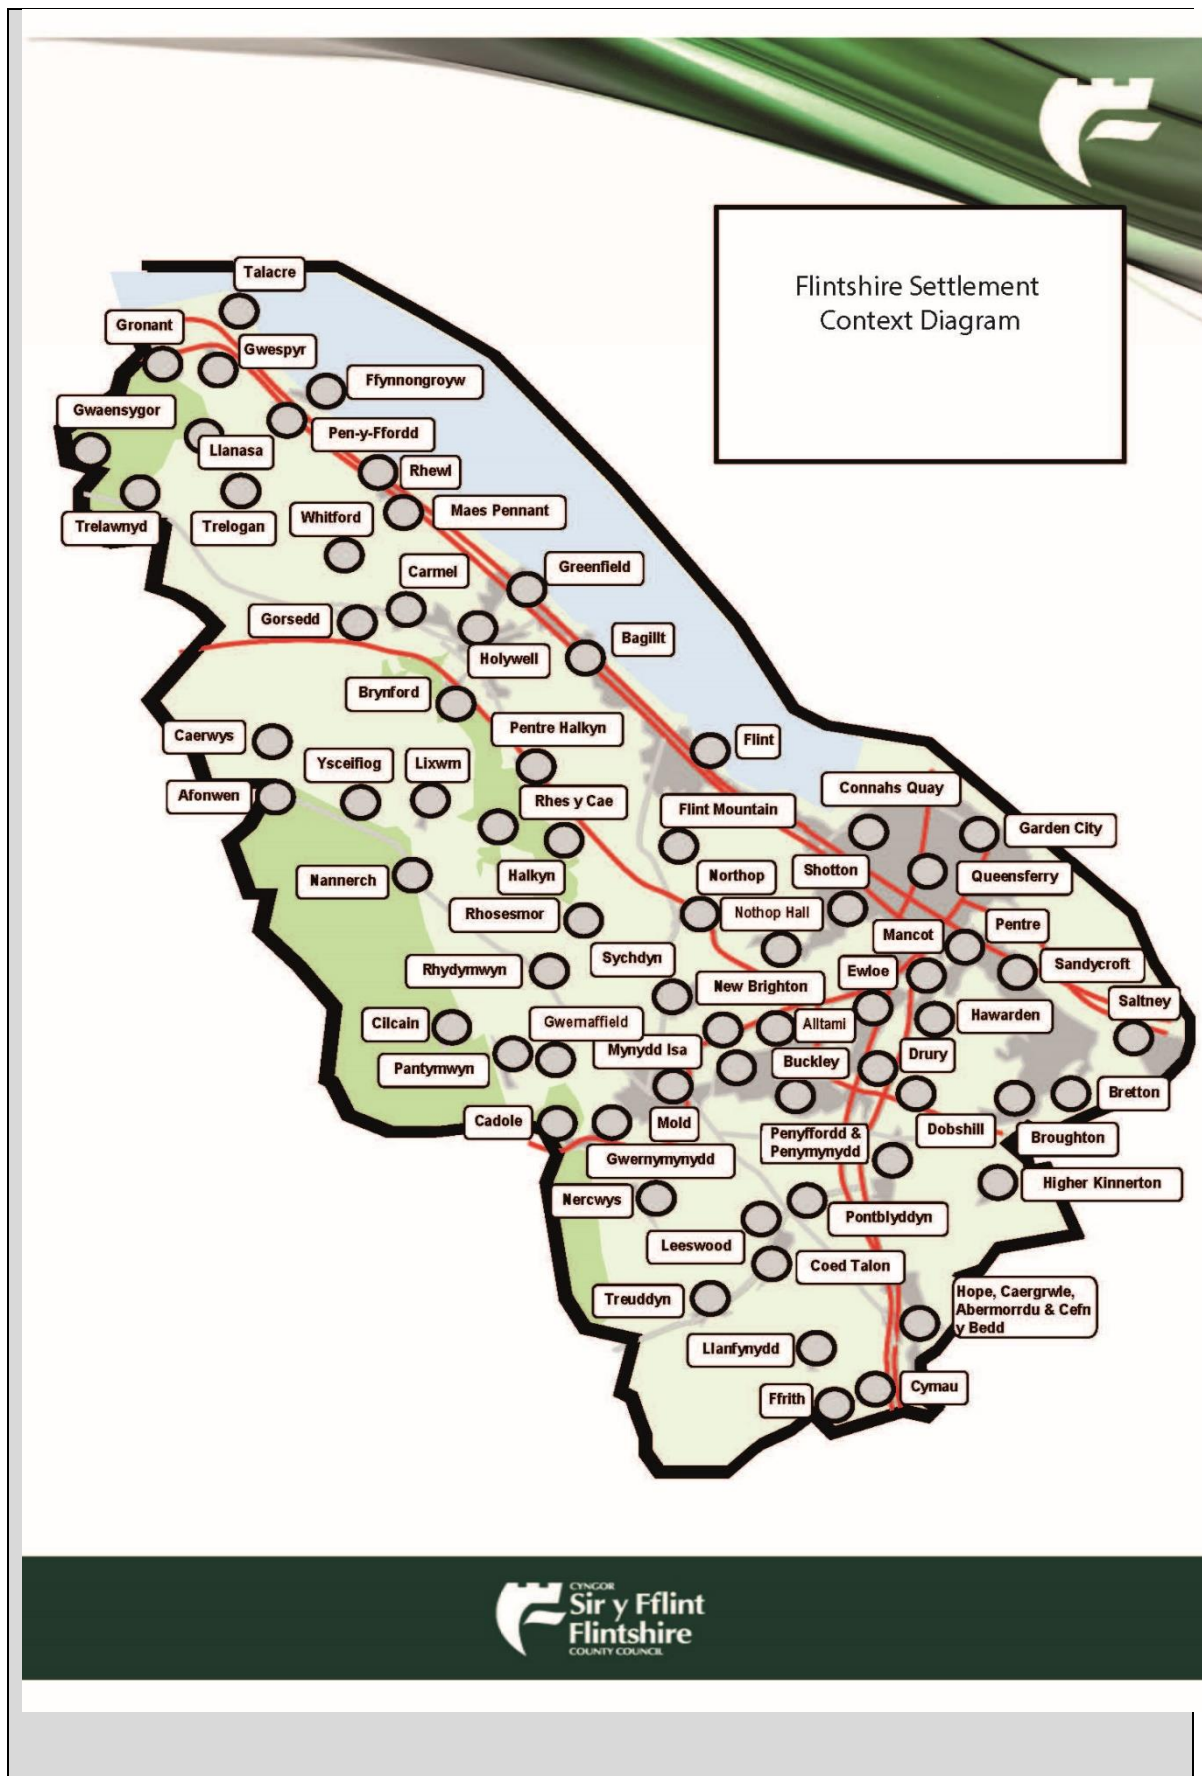 Flintshire Settlement
Context Diagram
Talacre
Gronant
Gwespyr
Ffynnongroyw
Gwaensygor
Pen-y-Ffordd
Llanasa
Rhewl
Trelawnyd
Trelogan
Whitford
Maes Pennant
Carmel
Greenfield
Gorsedd
Holywell
Bagillt
Brynford
Pentre Halkyn
Caerwys
Flint
Ysceifiog
Lixwm
Afonwen
Rhes y Cae
Flint Mountain
Connahs Quay
Garden City
Nannerch
Halkyn
Northop
Shotton
Queensferry
Rhosesmor
Nothop Hall
Mancot
Pentre
Rhydymwyn
Sychdyn
New Brighton
Ewloe
Sandycroft
Saltney
Cilcain
Gwernaffield
Alltami
Hawarden
Pantymwyn
Mynydd Isa
Buckley
Drury
Bretton
Cadole
Mold
Penyffordd &
Penymynydd
Dobshill
Broughton
Gwernymynydd
Higher Kinnerton
Nercwys
Pontblyddyn
Leeswood
Coed Talon
Treuddyn
Hope, Caergrwle,
Abermorrdu & Cefn
y Bedd
Llanfynydd
Ffrith
Cymau
CYNGOR
Sir y Fflint
Flintshire
COUNTY COUNCIL